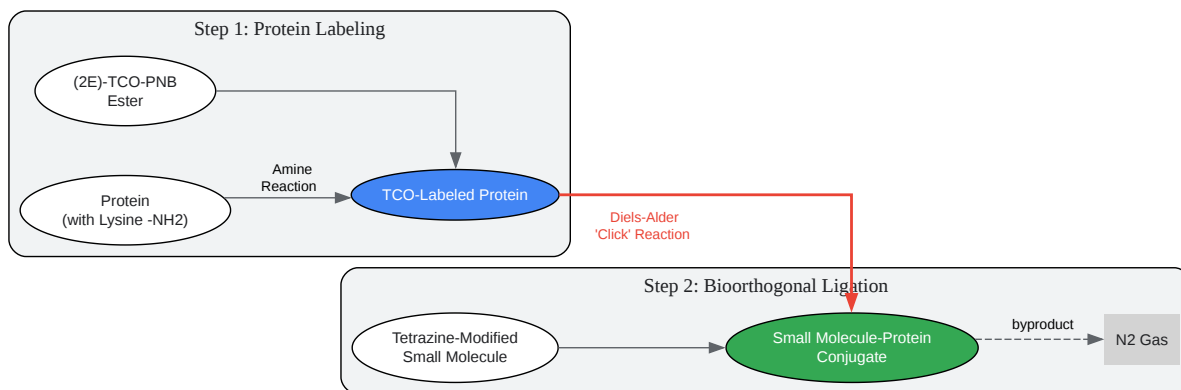 Step 1: Protein Labeling
(2E)-TCO-PNB
Ester
Amine
Reaction
Protein
(with Lysine -NH2)
TCO-Labeled Protein
Diels-Alder
'Click' Reaction
Step 2: Bioorthogonal Ligation
Tetrazine-Modified
Small Molecule
Small Molecule-Protein
Conjugate
byproduct
N2 Gas